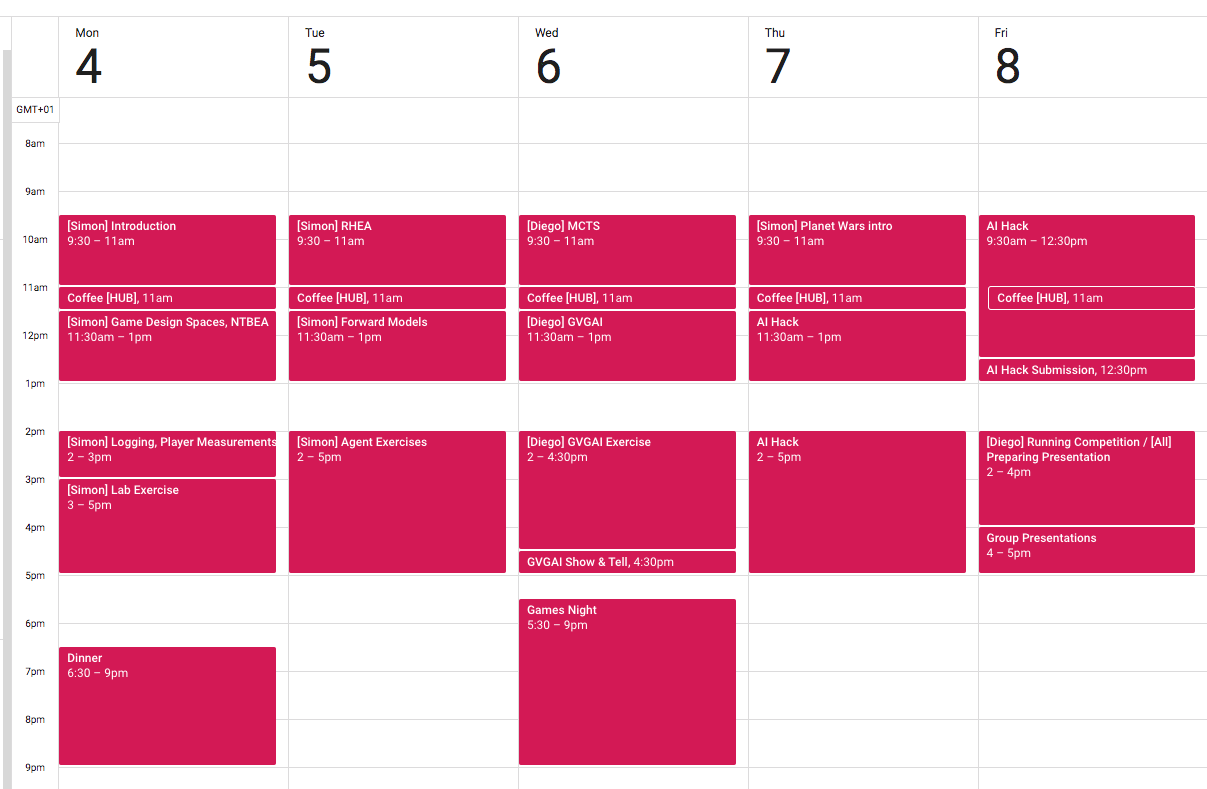 Mon
4
Tue
5
Wed
6
Thu
7
Fri
8
GMT+01
8am
9am
10am
11am
12pm
1pm
2pm
3pm
4pm
5pm
6pm
7pm
8pm
9pm
[Simon] Introduction
9:30 – 11am
Coffee [HUB], 11am
[Simon] Game Design Spaces, NTBEA
11:30am – 1pm
[Simon] Logging, Player Measurements
2 – 3pm
[Simon] Lab Exercise
3 – 5pm
Dinner
6:30 – 9pm
[Simon] RHEA
9:30 – 11am
Coffee [HUB], 11am
[Simon] Forward Models
11:30am – 1pm
[Simon] Agent Exercises
2 – 5pm
[Diego] MCTS
9:30 – 11am
Coffee [HUB], 11am
[Diego] GVGAI
11:30am – 1pm
[Diego] GVGAI Exercise
2 – 4:30pm
GVGAI Show & Tell, 4:30pm
Games Night
5:30 – 9pm
[Simon] Planet Wars intro
9:30 – 11am
Coffee [HUB], 11am
AI Hack
11:30am – 1pm
AI Hack
2 – 5pm
AI Hack
9:30am – 12:30pm
Coffee [HUB], 11am
AI Hack Submission, 12:30pm
[Diego] Running Competition / [All]
Preparing Presentation
2 – 4pm
Group Presentations
4 – 5pm